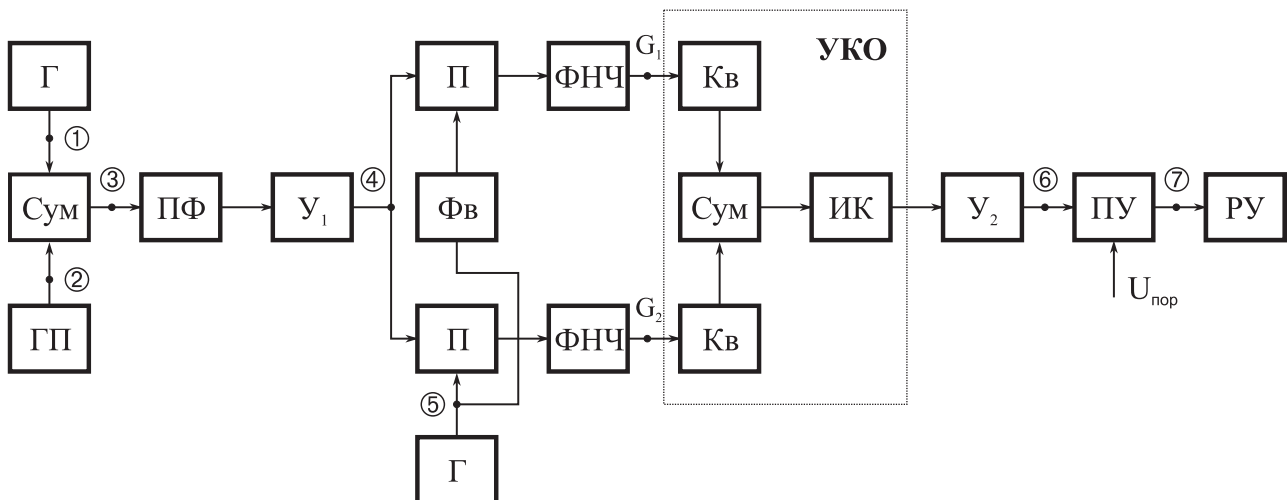 Г
П
ФНЧ
G₁
Кв
УКО
①
③
Сум
ПФ
У₁
④
Фв
Сум
ИК
У₂
⑥
ПУ
⑦
РУ
②
ГП
П
ФНЧ
G₂
Кв
Uпор
⑤
Г